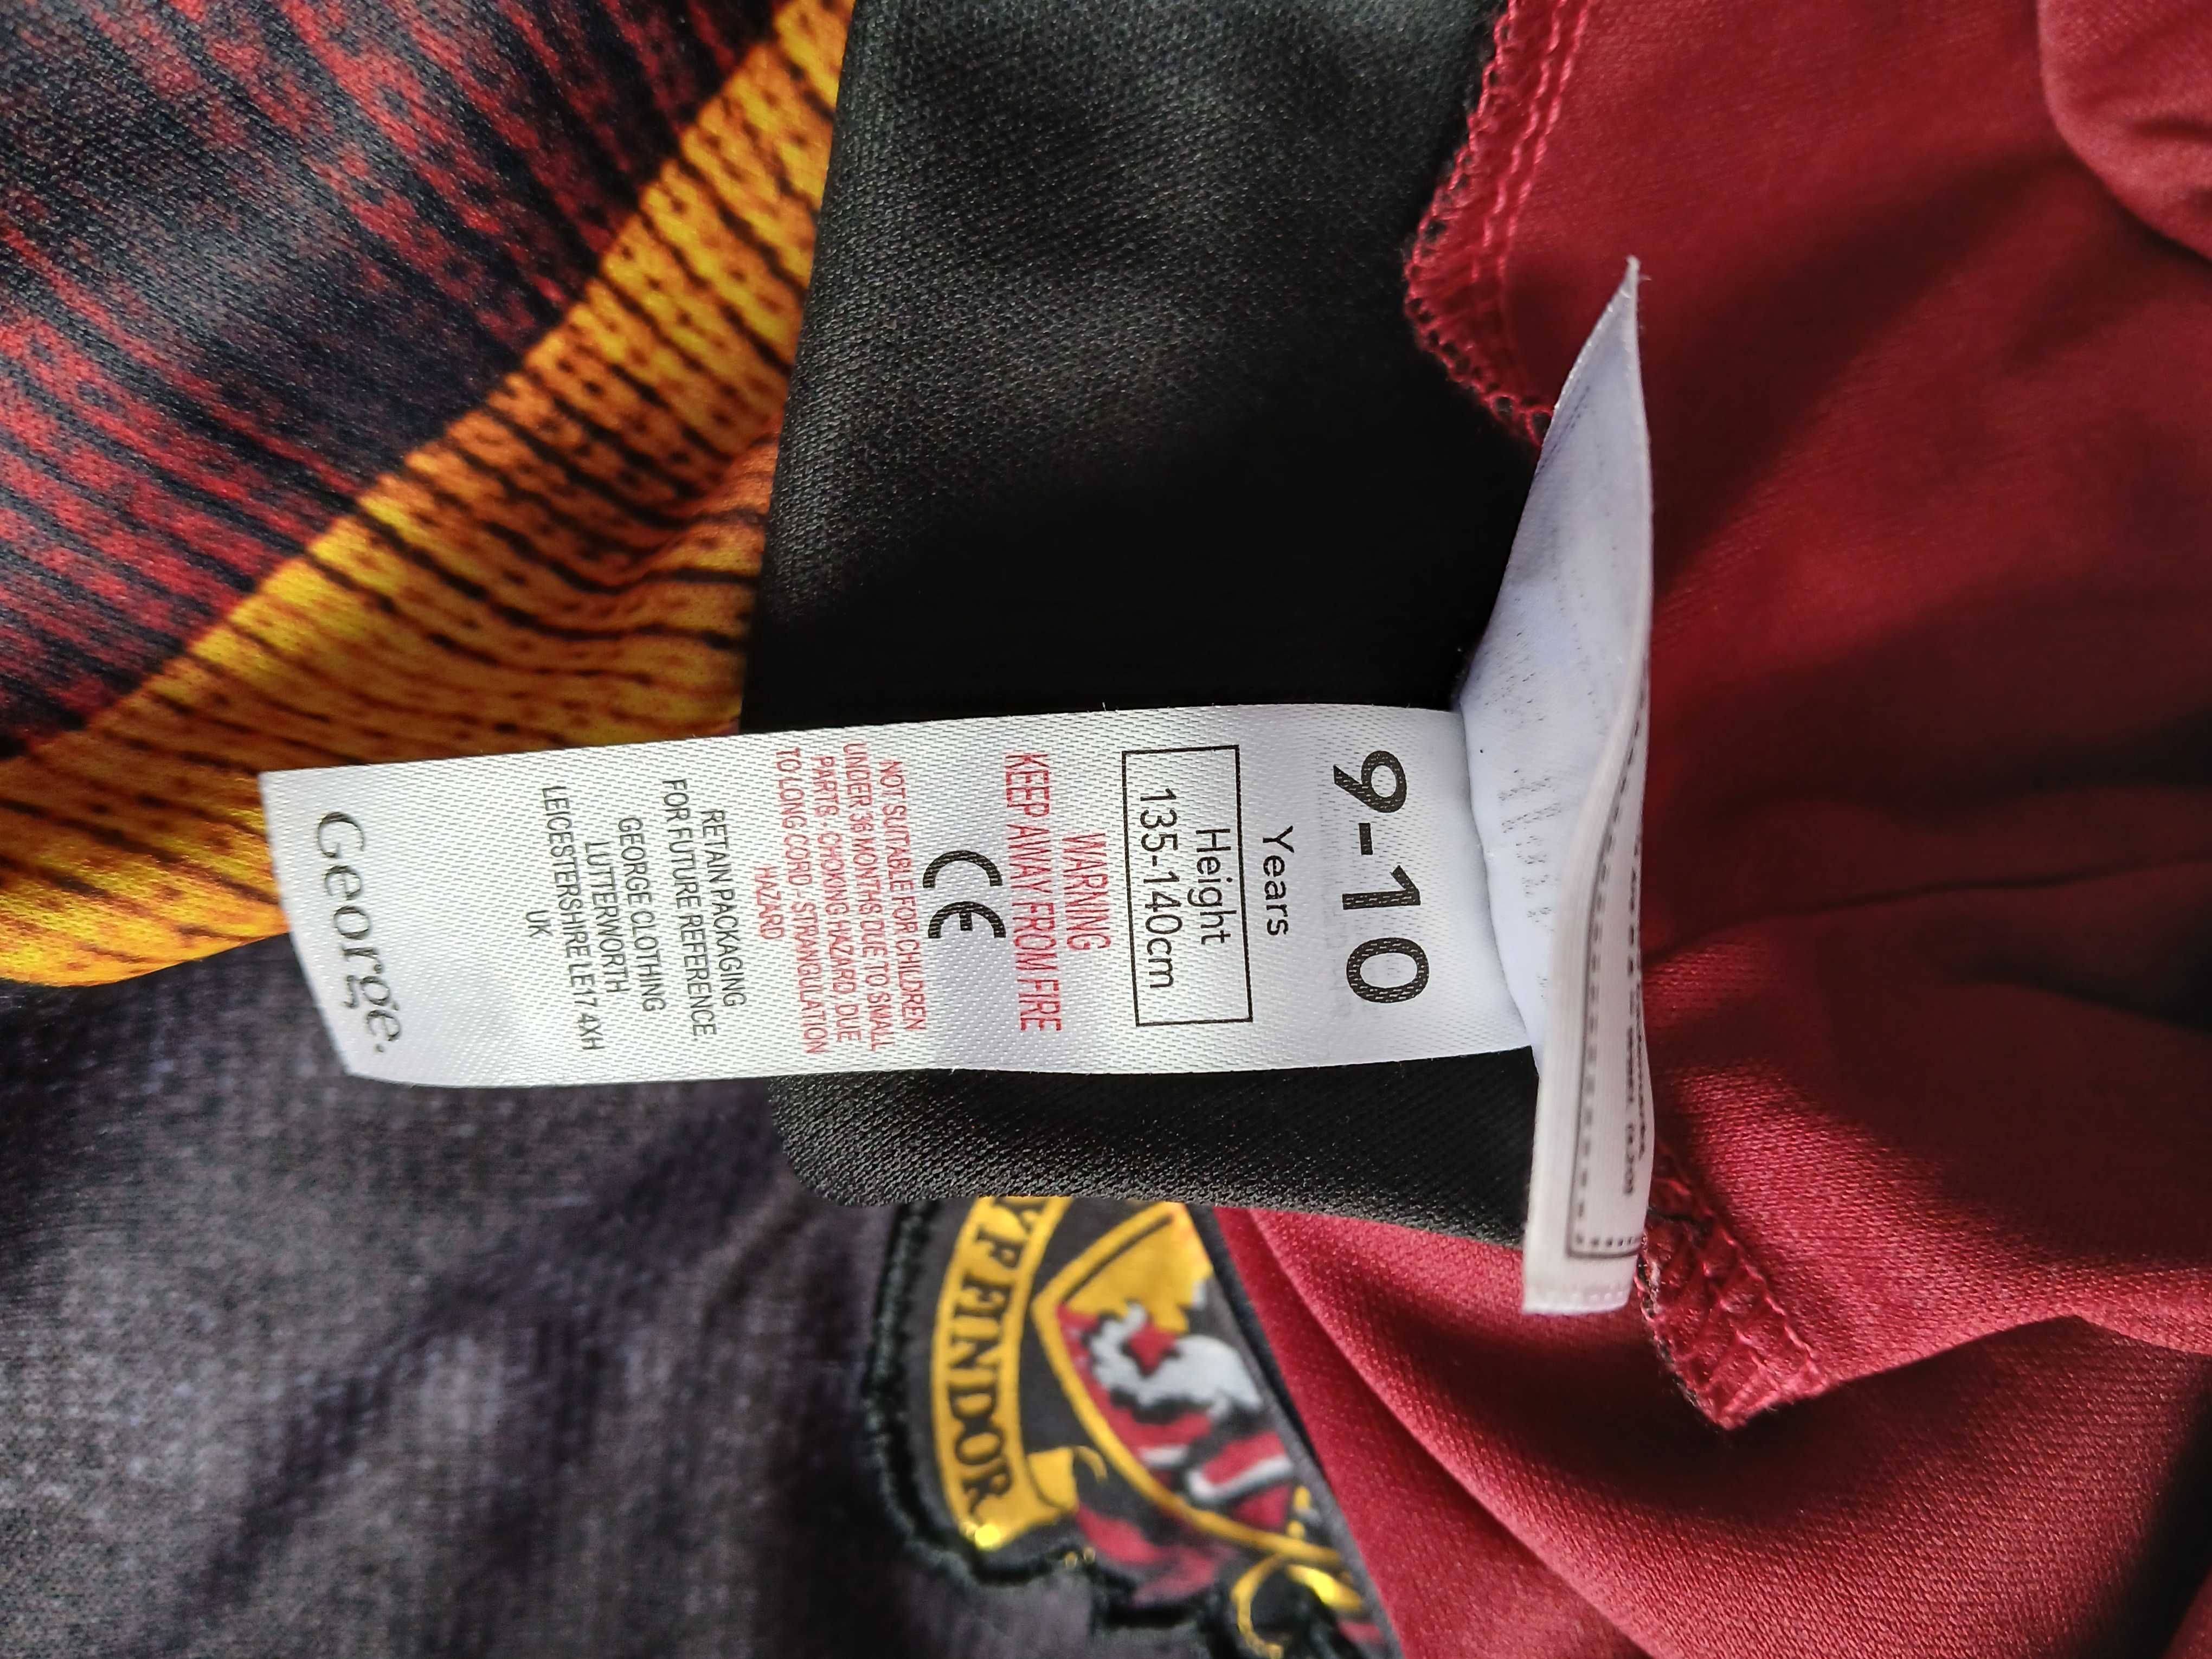 9-10
Years
Height
135-140cm
WARNING
KEEP AWAY FROM FIRE
CE
NOT SUITABLE FOR CHILDREN
UNDER 36 MONTHS DUE TO SMALL
PARTS - CHOKING HAZARD, DUE
TO LONG CORD - STRANGULATION
HAZARD
RETAIN PACKAGING
FOR FUTURE REFERENCE
GEORGE CLOTHING
LUTTERWORTH
LEICESTERSHIRE LE17 4XH
UK
George.
YFFINDOR